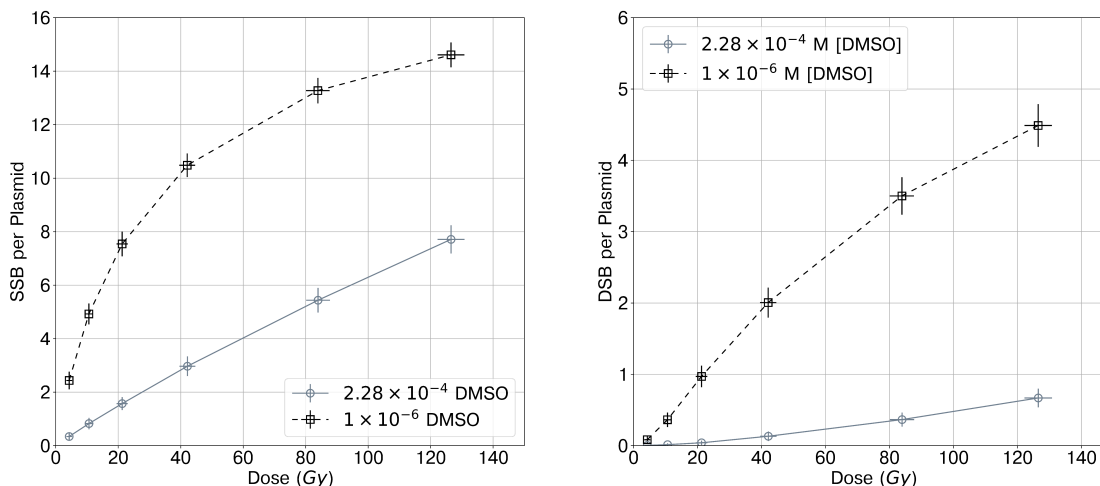 16
14
12
10
8
6
4
2
0
SSB per Plasmid
0 20 40 60 80 100 120 140
Dose (Gy)
2.28 × 10⁻⁴ DMSO
1 × 10⁻⁶ DMSO
6
5
4
3
2
1
0
DSB per Plasmid
0 20 40 60 80 100 120 140
Dose (Gy)
2.28 × 10⁻⁴ M [DMSO]
1 × 10⁻⁶ M [DMSO]